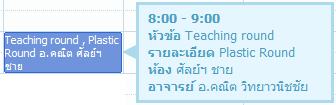 Teaching round , Plastic
Round อ.คณิต ศัลย์ฯ
ชาย
8:00 - 9:00
หัวข้อ Teaching round
รายละเอียด Plastic Round
ห้อง ศัลย์ฯ ชาย
อาจารย์ อ.คณิต วิทยาวนิชชัย